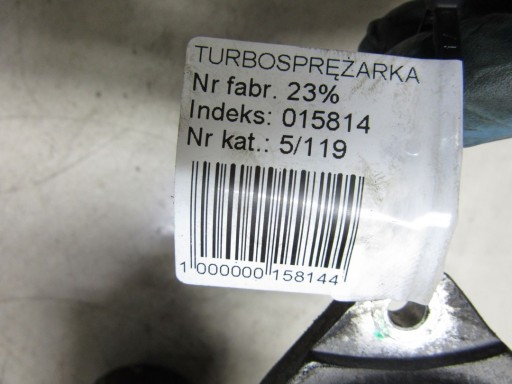 TURBOSPRĘŻARKA
Nr fabr. 23%
Indeks: 015814
Nr kat.: 5/119
1 000000 158144